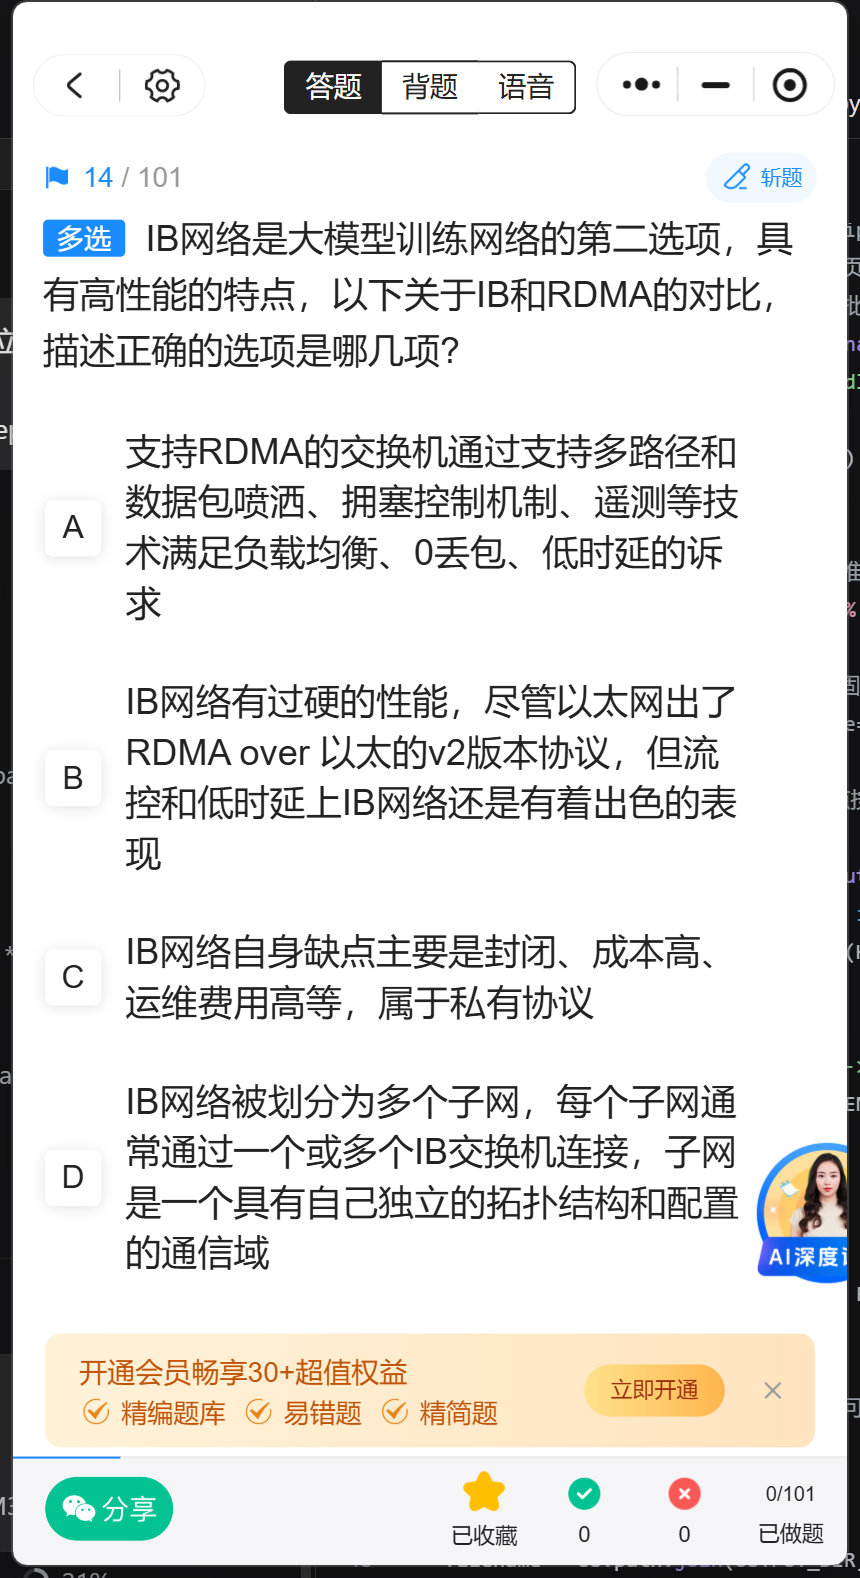 答题 背题 语音
14 / 101
斩题
多选 IB网络是大模型训练网络的第二选项，具
有高性能的特点，以下关于IB和RDMA的对比，
描述正确的选项是哪几项?
A
支持RDMA的交换机通过支持多路径和
数据包喷洒、拥塞控制机制、遥测等技
术满足负载均衡、0丢包、低时延的诉
求
B
IB网络有过硬的性能，尽管以太网出了
RDMA over 以太的v2版本协议，但流
控和低时延上IB网络还是有着出色的表
现
C
IB网络自身缺点主要是封闭、成本高、
运维费用高等，属于私有协议
D
IB网络被划分为多个子网，每个子网通
常通过一个或多个IB交换机连接，子网
是一个具有自己独立的拓扑结构和配置
的通信域
AI深度
开通会员畅享30+超值权益
精编题库 易错题 精简题
立即开通
分享
已收藏
0
0
0/101
已做题